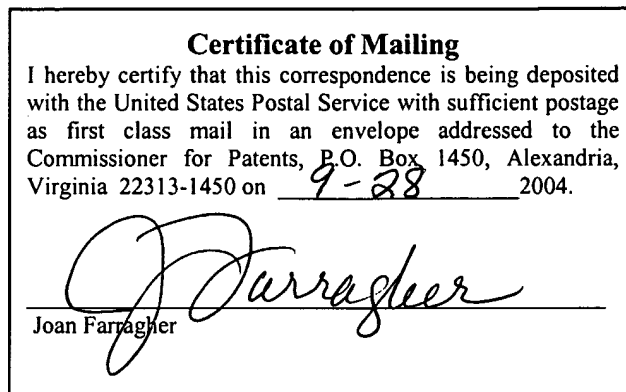 Certificate of Mailing
I hereby certify that this correspondence is being deposited
with the United States Postal Service with sufficient postage
as first class mail in an envelope addressed to the
Commissioner for Patents, P.O. Box 1450, Alexandria,
Virginia 22313-1450 on 9-28 2004.
J Farragher
Joan Farragher